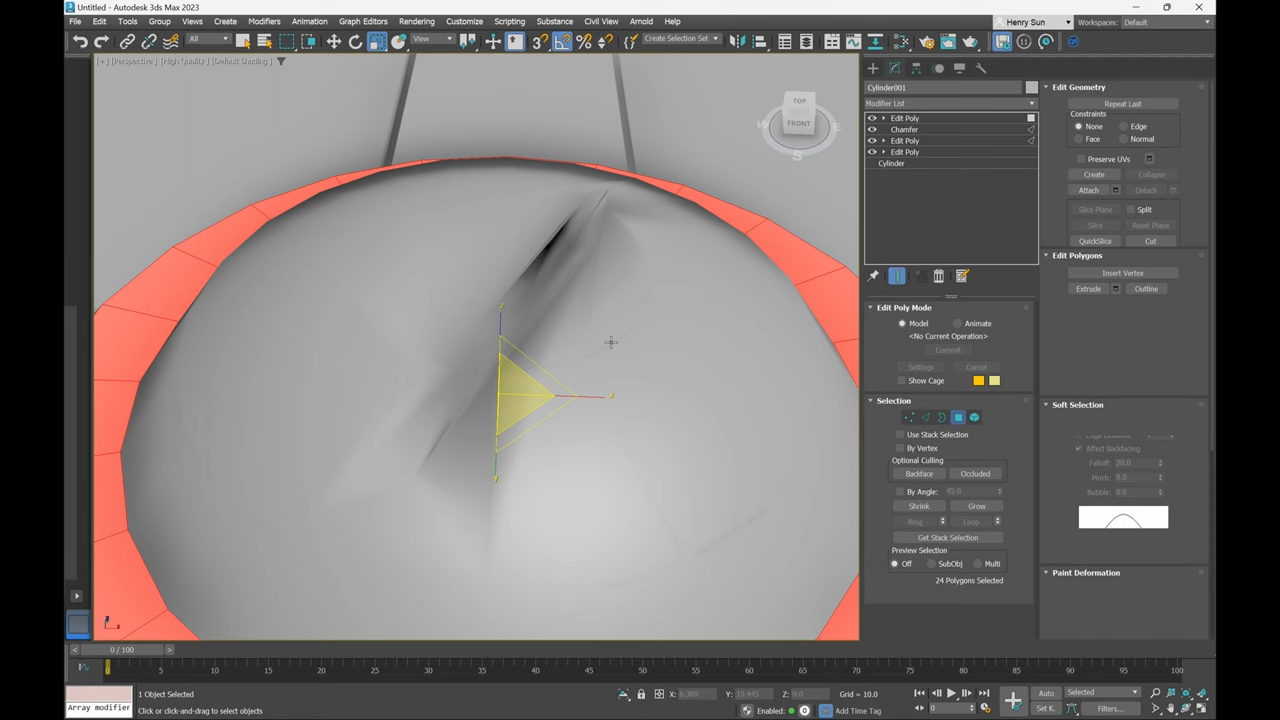 Untitled - Autodesk 3ds Max 2023
File Edit Tools Group Views Create Modifiers Animation Graph Editors Rendering Customize Scripting Substance Civil View Arnold Help
Henry Sun Workspaces: Default
All View Create Selection Set
[+] [Perspective] [High Quality] [Default Shading]
TOP
FRONT
W E
S
z
x
y
x
Cylinder001
Modifier List
Edit Poly
Chamfer
Edit Poly
Edit Poly
Cylinder
Edit Poly Mode
Model Animate
<No Current Operation>
Commit
Settings Cancel
Show Cage
Selection
Use Stack Selection
By Vertex
Optional Culling
Backface Occluded
By Angle: 45.0
Shrink Grow
Ring Loop
Get Stack Selection
Preview Selection
Off SubObj Multi
24 Polygons Selected
Edit Geometry
Repeat Last
Constraints
None Edge
Face Normal
Preserve UVs
Create Collapse
Attach Detach
Slice Plane Split
Slice Reset Plane
QuickSlice Cut
Edit Polygons
Insert Vertex
Extrude Outline
Soft Selection
Affect Backfacing
Falloff: 20.0
Pinch: 0.0
Bubble: 0.0
Paint Deformation
0 / 100
0 5 10 15 20 25 30 35 40 45 50 55 60 65 70 75 80 85 90 95 100
Array modifier
1 Object Selected
Click or click-and-drag to select objects
X: 6.389 Y: 10.445 Z: 0.0 Grid = 10.0
Enabled: Add Time Tag
0
Auto Selected
Set K. Filters...